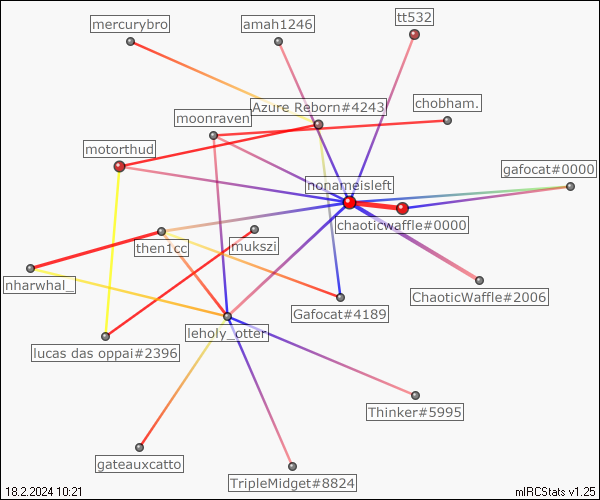 mercurybro
amah1246
tt532
Azure Reborn#4243
chobham.
moonraven
motorthud
gafocat#0000
nonameisleft
chaoticwaffle#0000
then1cc
mukszi
nharwhal_
ChaoticWaffle#2006
Gafocat#4189
leholy_otter
lucas das oppai#2396
Thinker#5995
gateauxcatto
TripleMidget#8824
18.2.2024 10:21
mIRCStats v1.25